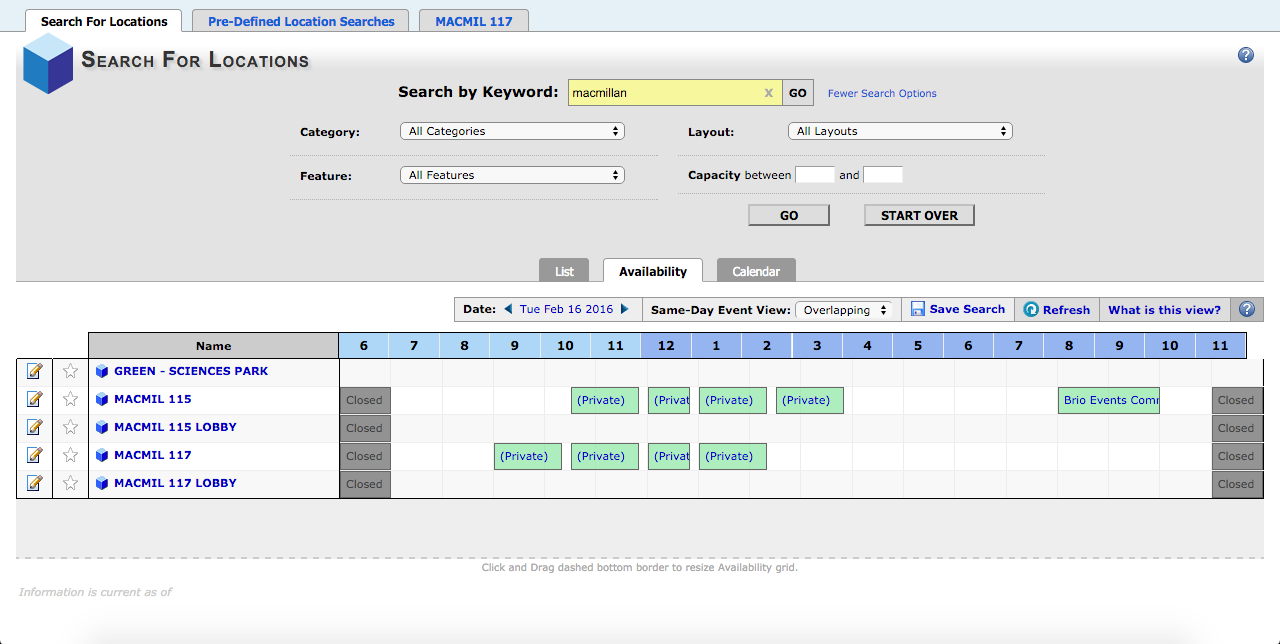 Search For Locations Pre-Defined Location Searches MACMIL 117
Search For Locations ?
Search by Keyword: macmillan x GO Fewer Search Options
Category: All Categories Layout: All Layouts
Feature: All Features Capacity between and
GO START OVER
List Availability Calendar
Date: Tue Feb 16 2016 Same-Day Event View: Overlapping Save Search Refresh What is this view? ?
Name 6 7 8 9 10 11 12 1 2 3 4 5 6 7 8 9 10 11
GREEN - SCIENCES PARK
MACMIL 115 Closed (Private) (Privat (Private) (Private) Brio Events Comm Closed
MACMIL 115 LOBBY Closed Closed
MACMIL 117 Closed (Private) (Private) (Privat (Private) Closed
MACMIL 117 LOBBY Closed Closed
Click and Drag dashed bottom border to resize Availability grid.
Information is current as of